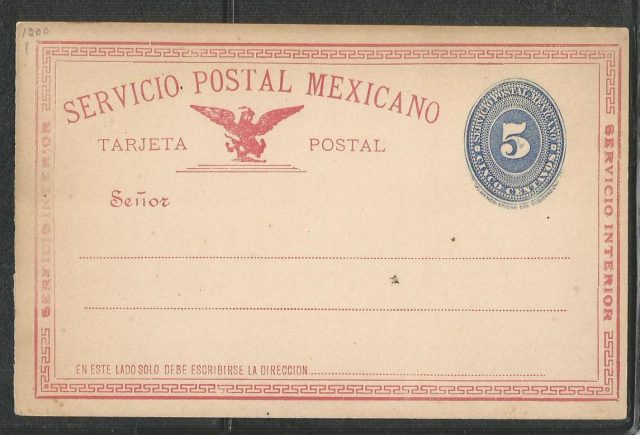 1200
SERVICIO POSTAL MEXICANO
TARJETA POSTAL
Señor
SERVICIO POSTAL MEXICANO
5
CINCO CENTAVOS
SERVICIO INTERIOR
SERVICIO INTERIOR
EN ESTE LADO SOLO DEBE ESCRIBIRSE LA DIRECCION